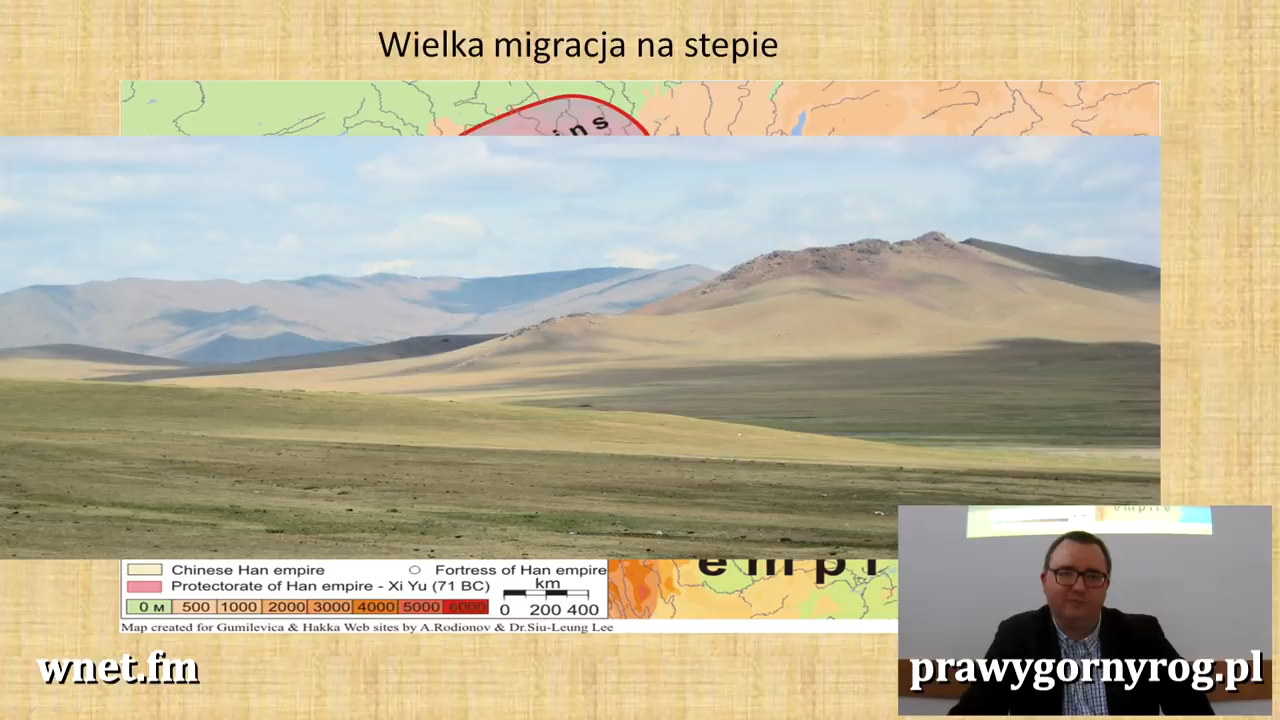 Wielka migracja na stepie
ins
Chinese Han empire
Fortress of Han empire
Protectorate of Han empire - Xi Yu (71 BC)
km
0 м 500 1000 2000 3000 4000 5000 6000
0 200 400
Map created for Gumilevica & Hakka Web sites by A.Rodionov & Dr.Siu-Leung Lee
empi
empire
wnet.fm
prawygornyrog.pl